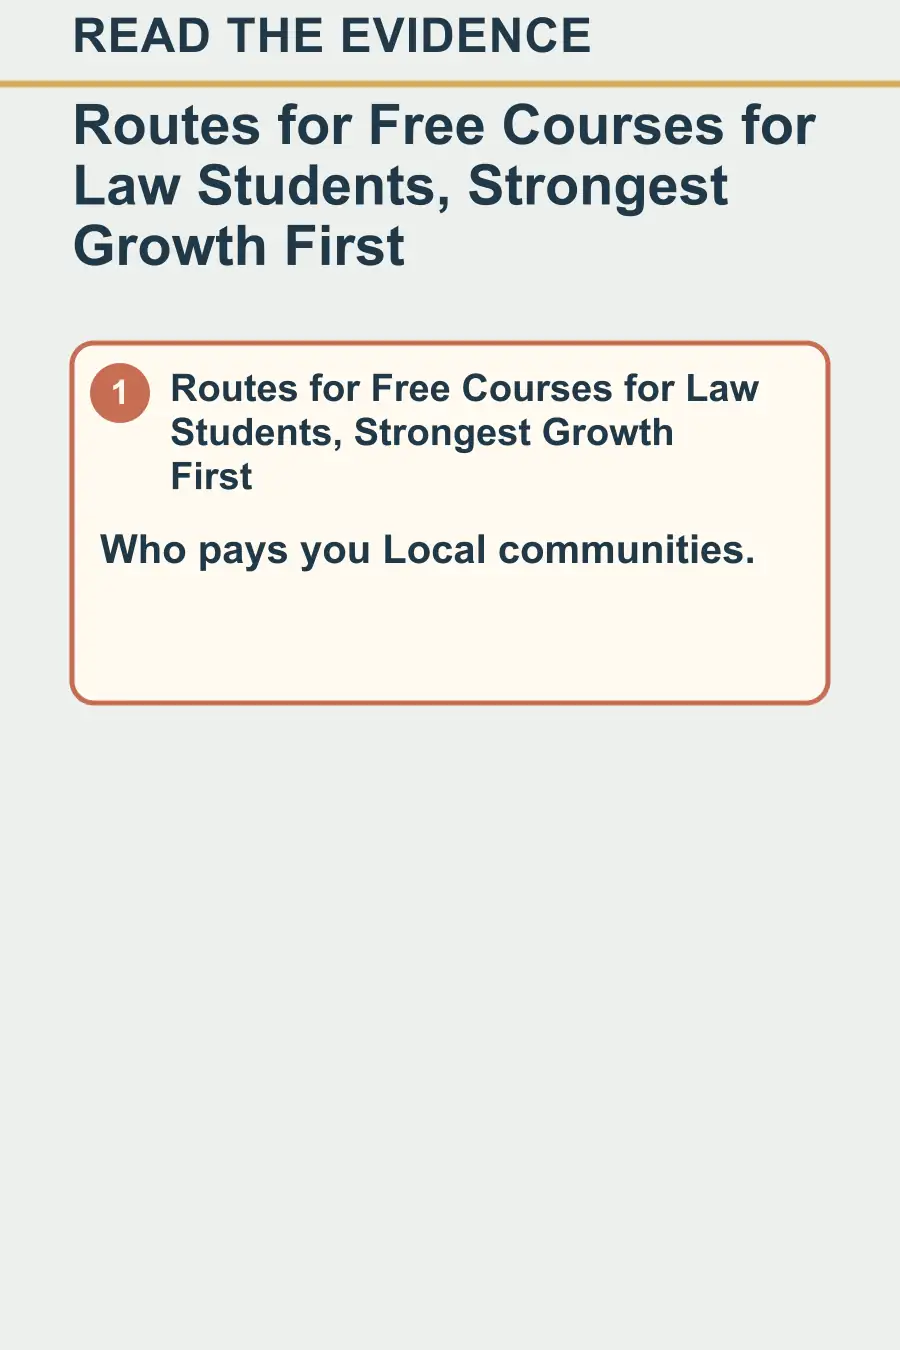 READ THE EVIDENCE
Routes for Free Courses for
Law Students, Strongest
Growth First
1
Routes for Free Courses for Law
Students, Strongest Growth
First
Who pays you Local communities.